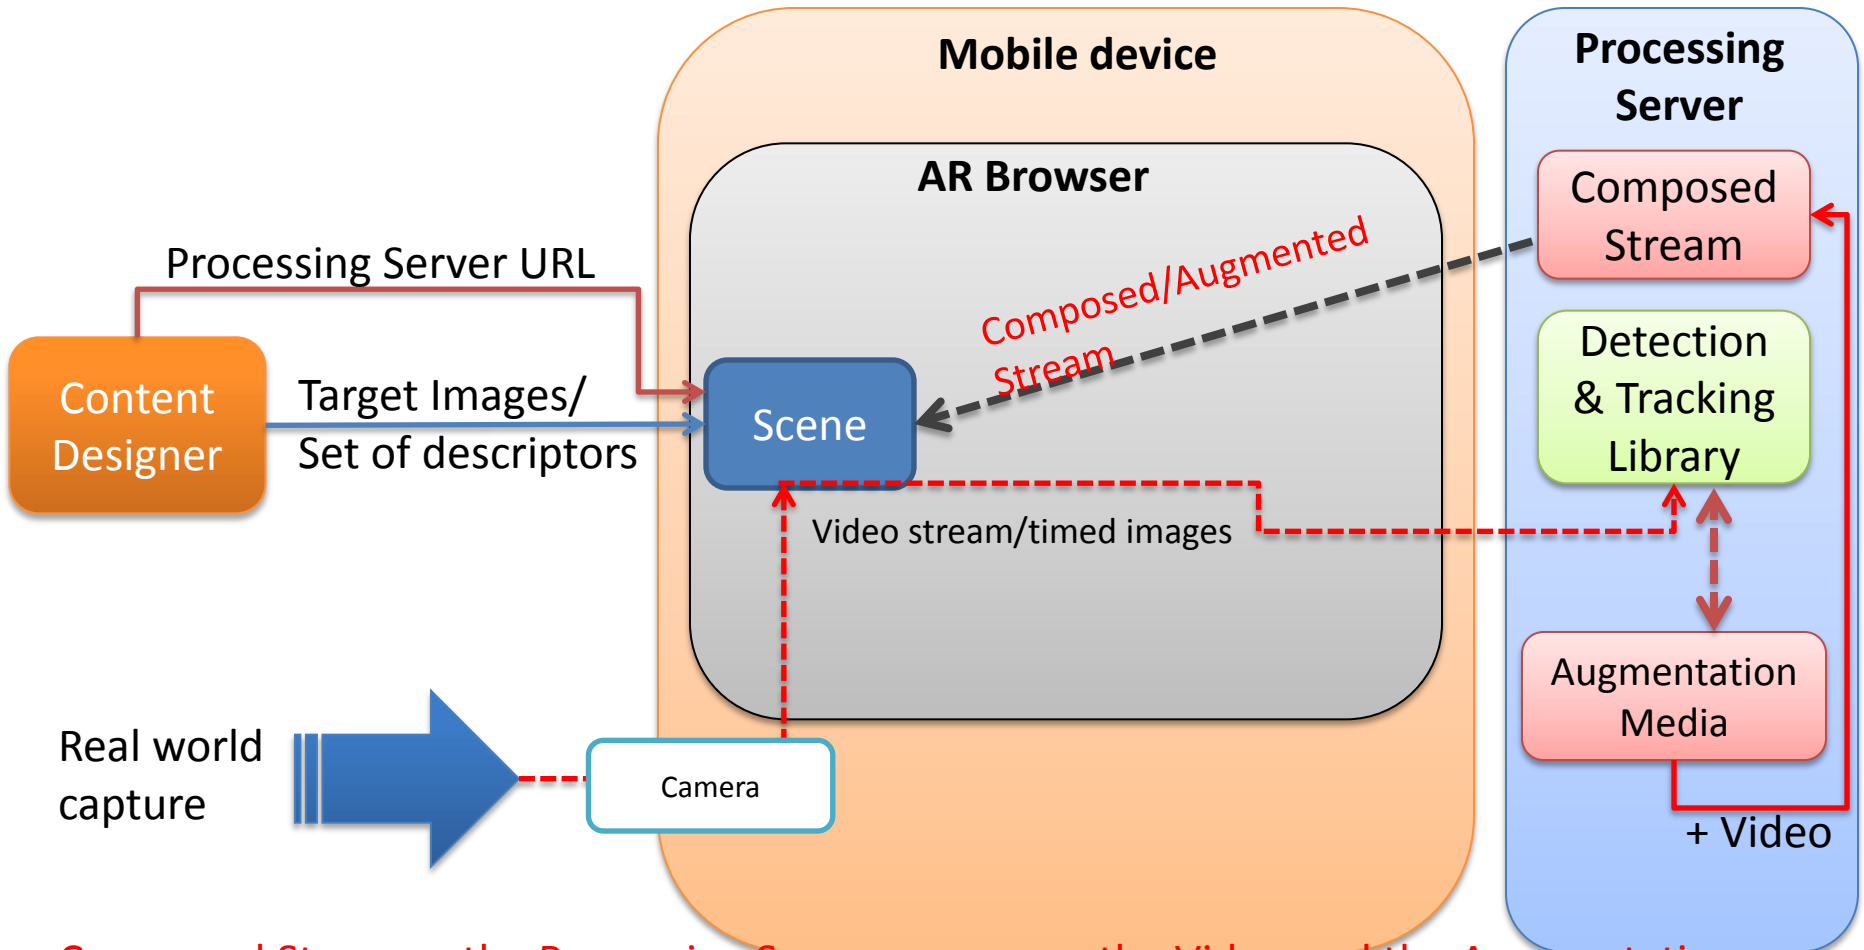 Mobile device
Processing
Server
AR Browser
Composed
Stream
Composed/Augmented
Stream
Processing Server URL
Detection
& Tracking
Library
Content
Designer
Target Images/
Set of descriptors
Scene
Video stream/timed images
Augmentation
Media
Real world
capture
Camera
+ Video